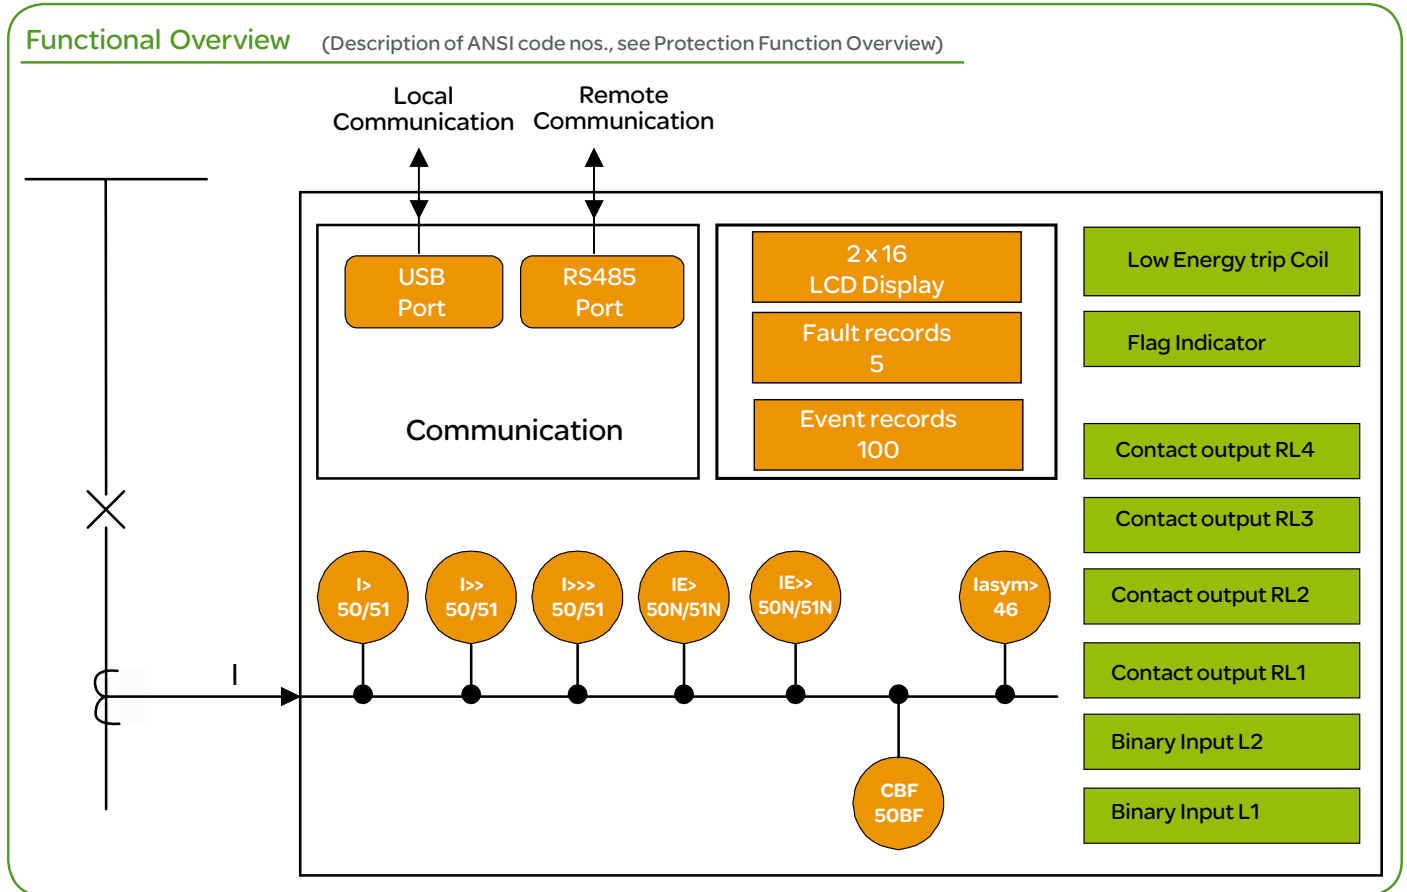 Functional Overview (Description of ANSI code nos., see Protection Function Overview)
Local
Communication
Remote
Communication
USB
Port
RS485
Port
Communication
2 x 16
LCD Display
Fault records
5
Event records
100
Low Energy trip Coil
Flag Indicator
Contact output RL4
Contact output RL3
Contact output RL2
Contact output RL1
Binary Input L2
Binary Input L1
I
I>
50/51
I>>
50/51
I>>>
50/51
IE>
50N/51N
IE>>
50N/51N
Iasym>
46
CBF
50BF